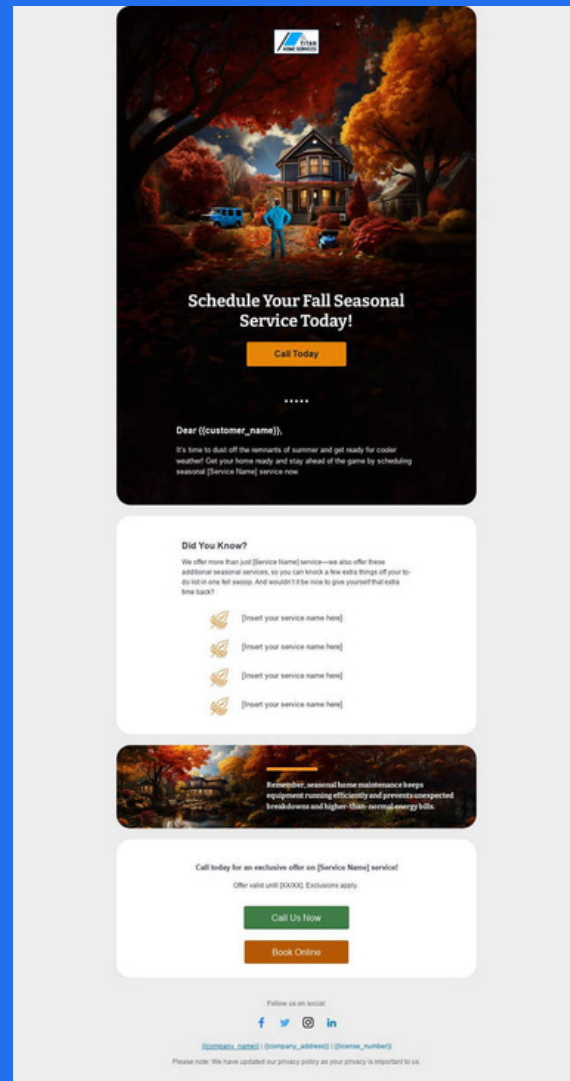 TITAN
HOME SERVICES
Schedule Your Fall Seasonal
Service Today!
Call Today
Dear {{customer_name}},
It's time to dust off the remnants of summer and get ready for cooler
weather! Get your home ready and stay ahead of the game by scheduling
seasonal [Service Name] service now.
Did You Know?
We offer more than just [Service Name] service—we also offer these
additional seasonal services, so you can knock a few extra things off your to-
do list in one fell swoop. And wouldn't it be nice to give yourself that extra
time back?
[Insert your service name here]
[Insert your service name here]
[Insert your service name here]
[Insert your service name here]
Remember, seasonal home maintenance keeps
equipment running efficiently and prevents unexpected
breakdowns and higher-than-normal energy bills.
Call today for an exclusive offer on [Service Name] service!
Offer valid until [XX/XX]. Exclusions apply.
Call Us Now
Book Online
Follow us on social:
{{company_name}} | {{company_address}} | {{license_number}}
Please note: We have updated our privacy policy as your privacy is important to us.